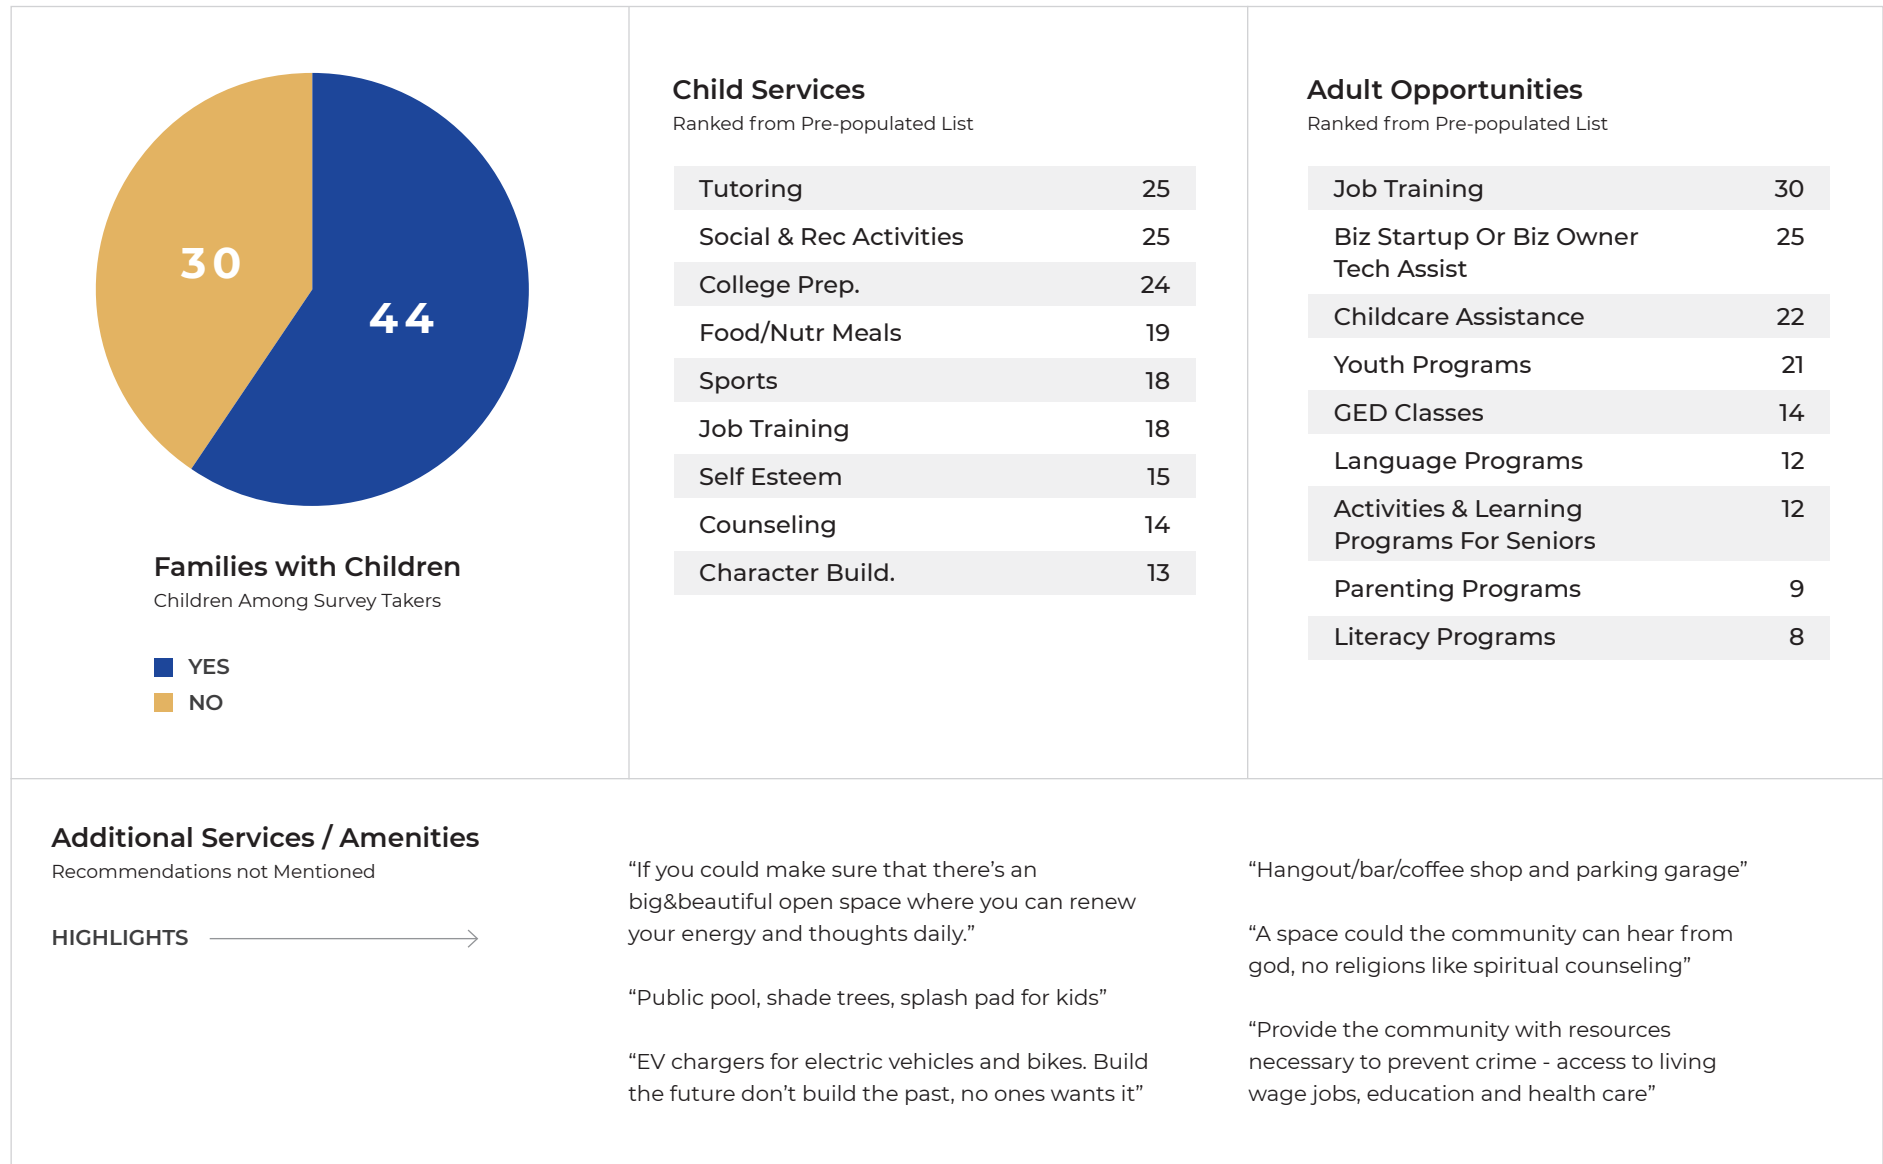 30
44
Families with Children
Children Among Survey Takers
YES
NO
Child Services
Ranked from Pre-populated List
Tutoring 25
Social & Rec Activities 25
College Prep. 24
Food/Nutr Meals 19
Sports 18
Job Training 18
Self Esteem 15
Counseling 14
Character Build. 13
Adult Opportunities
Ranked from Pre-populated List
Job Training 30
Biz Startup Or Biz Owner 25
Tech Assist
Childcare Assistance 22
Youth Programs 21
GED Classes 14
Language Programs 12
Activities & Learning 12
Programs For Seniors
Parenting Programs 9
Literacy Programs 8
Additional Services / Amenities
Recommendations not Mentioned
HIGHLIGHTS
“If you could make sure that there’s an
big&beautiful open space where you can renew
your energy and thoughts daily.”
“Public pool, shade trees, splash pad for kids”
“EV chargers for electric vehicles and bikes. Build
the future don’t build the past, no ones wants it”
“Hangout/bar/coffee shop and parking garage”
“A space could the community can hear from
god, no religions like spiritual counseling”
“Provide the community with resources
necessary to prevent crime - access to living
wage jobs, education and health care”